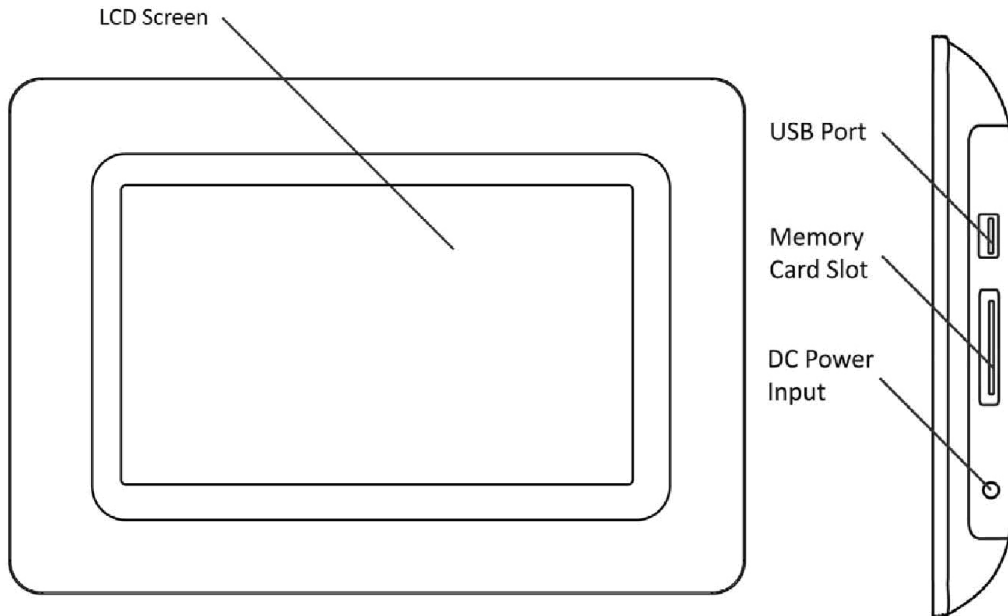 LCD Screen
USB Port
Memory
Card Slot
DC Power
Input